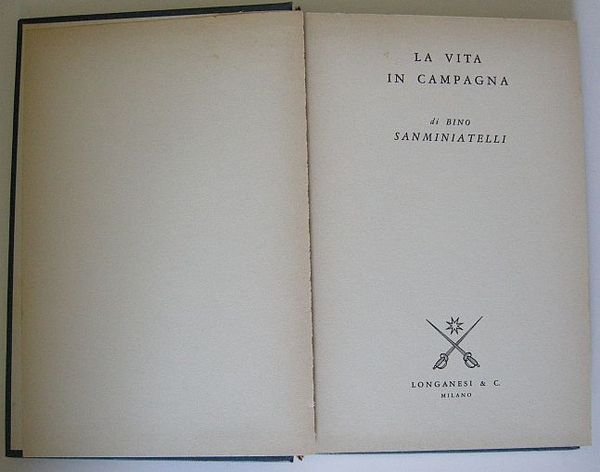 LA VITA
IN CAMPAGNA
di BINO
SANMINIATELLI
LONGANESI & C.
MILANO